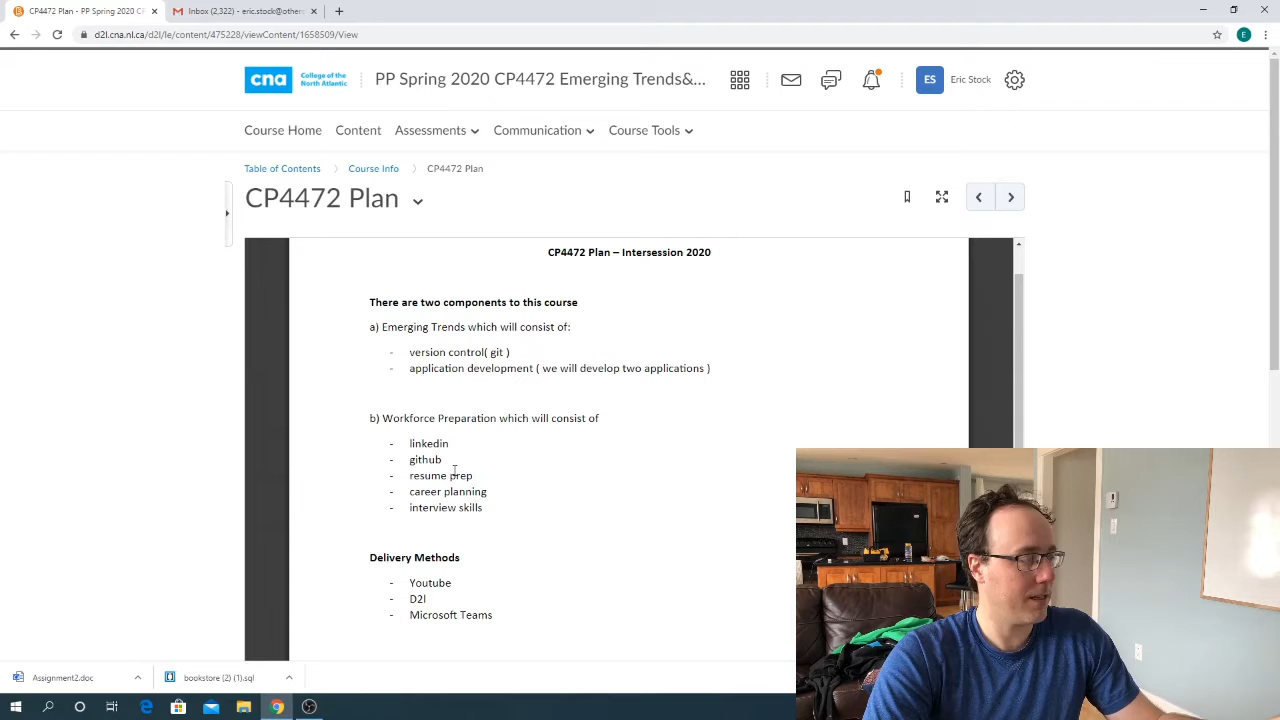 CP4472 Plan - PP Spring 2020 CP
Inbox (2,322) - eric.stock@other
d2l.cna.nl.ca/d2l/le/content/475228/viewContent/1658509/View
E
cna
College of the
North Atlantic
PP Spring 2020 CP4472 Emerging Trends&...
ES
Eric Stock
Course Home
Content
Assessments
Communication
Course Tools
Table of Contents
Course Info
CP4472 Plan
CP4472 Plan
CP4472 Plan – Intersession 2020
There are two components to this course
a) Emerging Trends which will consist of:
- version control( git )
- application development ( we will develop two applications )
b) Workforce Preparation which will consist of
- linkedin
- github
- resume prep
- career planning
- interview skills
Delivery Methods
- Youtube
- D2l
- Microsoft Teams
Assignment2.doc
bookstore (2) (1).sql